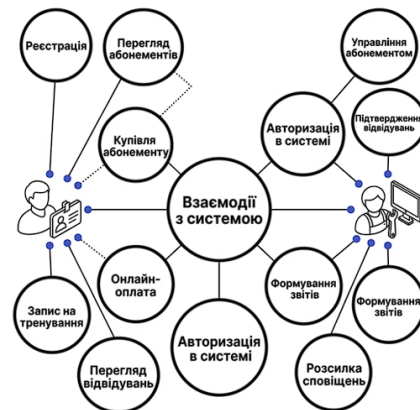 Реєстрація
Перегляд
абонементів
Управління
абонементом
Купівля
абонементу
Авторизація
в системі
Підтвердження
відвідувань
Взаємодії
з системою
Онлайн-
оплата
Формування
звітів
Запис на
тренування
Авторизація
в системі
Формування
звітів
Перегляд
відвідувань
Розсилка
сповіщень